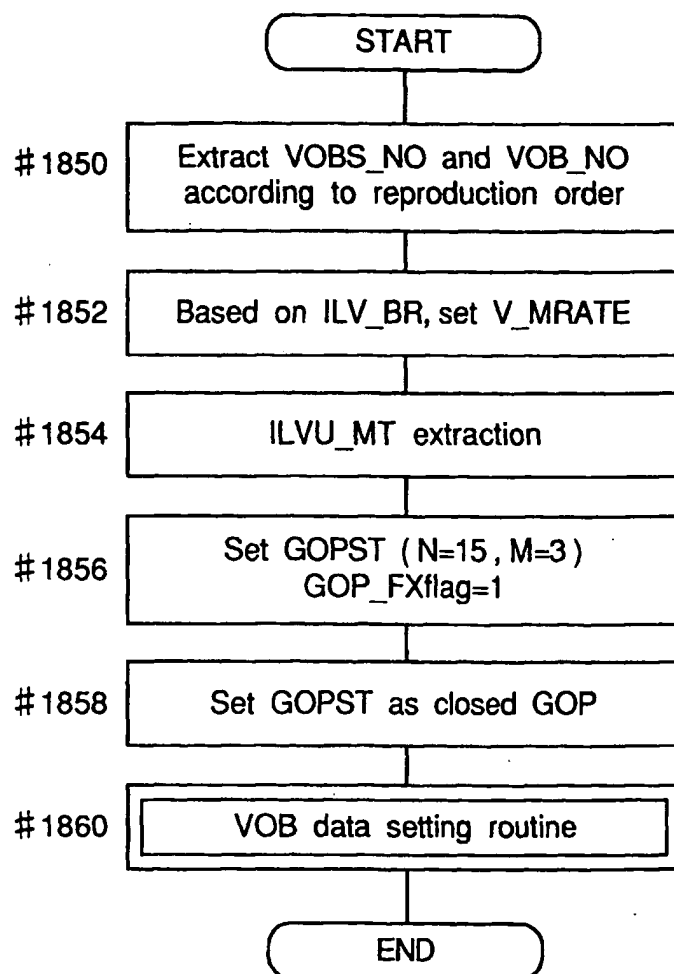 START
#1850
Extract VOBS_NO and VOB_NO
according to reproduction order
#1852
Based on ILV_BR, set V_MRATE
#1854
ILVU_MT extraction
#1856
Set GOPST (N=15, M=3)
GOP_FXflag=1
#1858
Set GOPST as closed GOP
#1860
VOB data setting routine
END